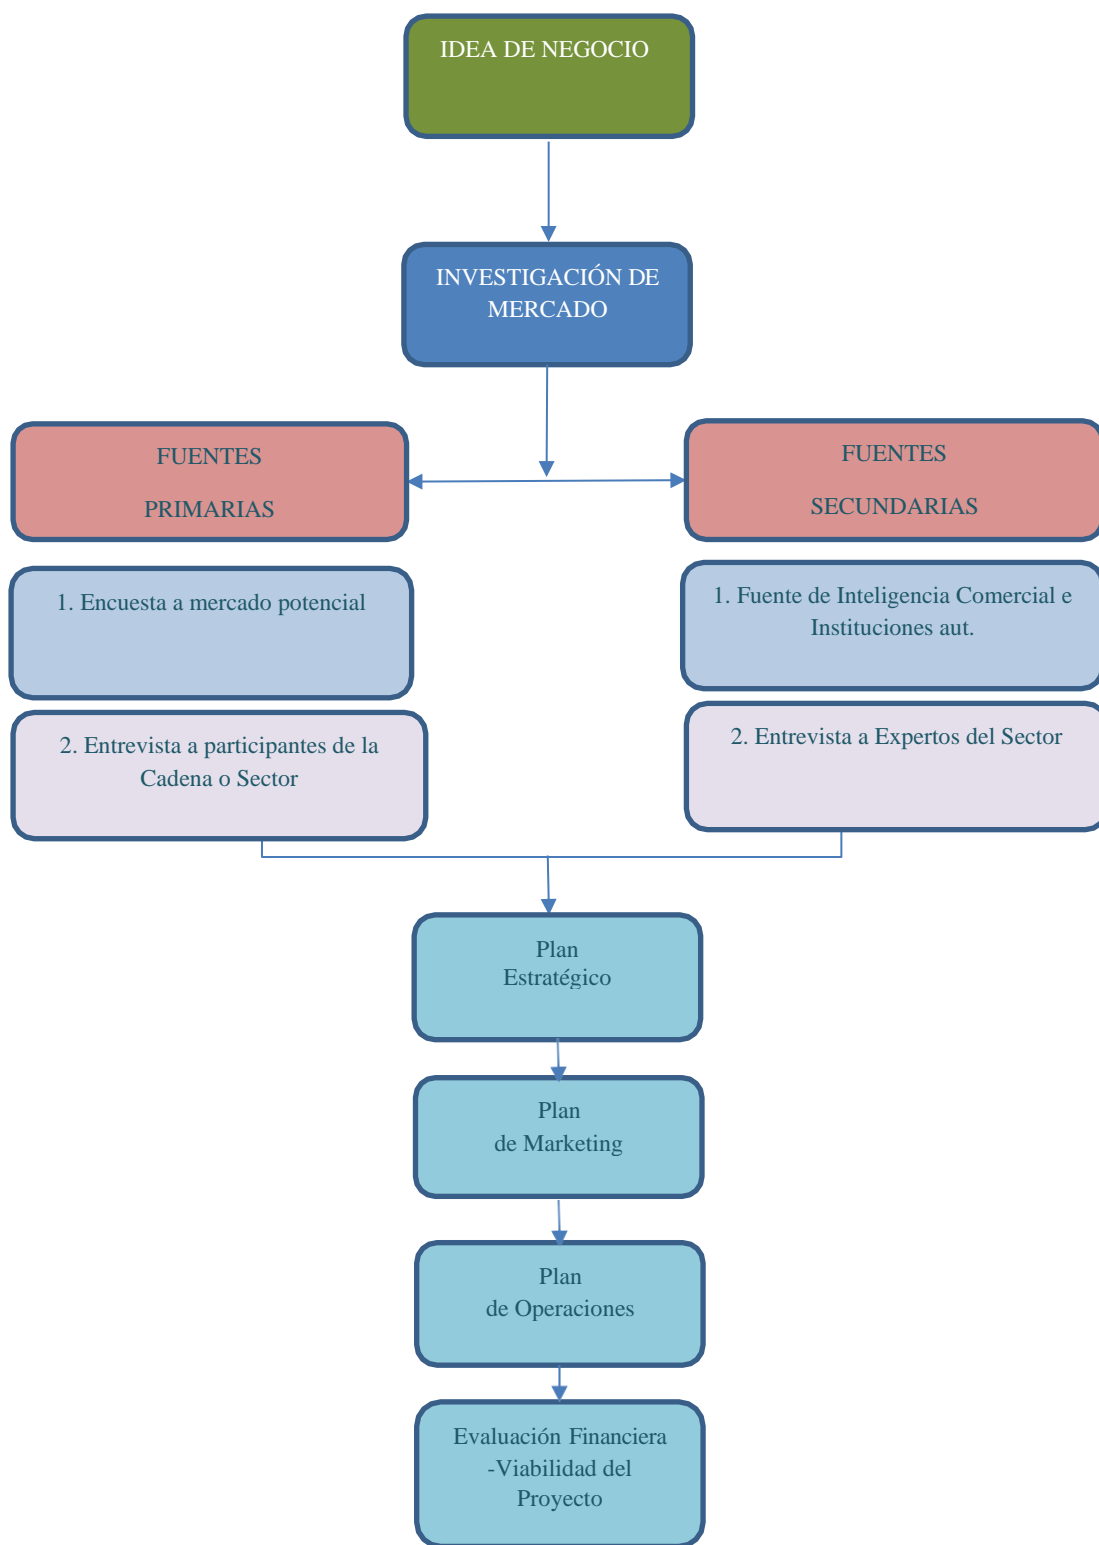 IDEA DE NEGOCIO
INVESTIGACIÓN DE
MERCADO
FUENTES
PRIMARIAS
FUENTES
SECUNDARIAS
1. Encuesta a mercado potencial
1. Fuente de Inteligencia Comercial e
Instituciones aut.
2. Entrevista a participantes de la
Cadena o Sector
2. Entrevista a Expertos del Sector
Plan
Estratégico
Plan
de Marketing
Plan
de Operaciones
Evaluación Financiera
-Viabilidad del
Proyecto